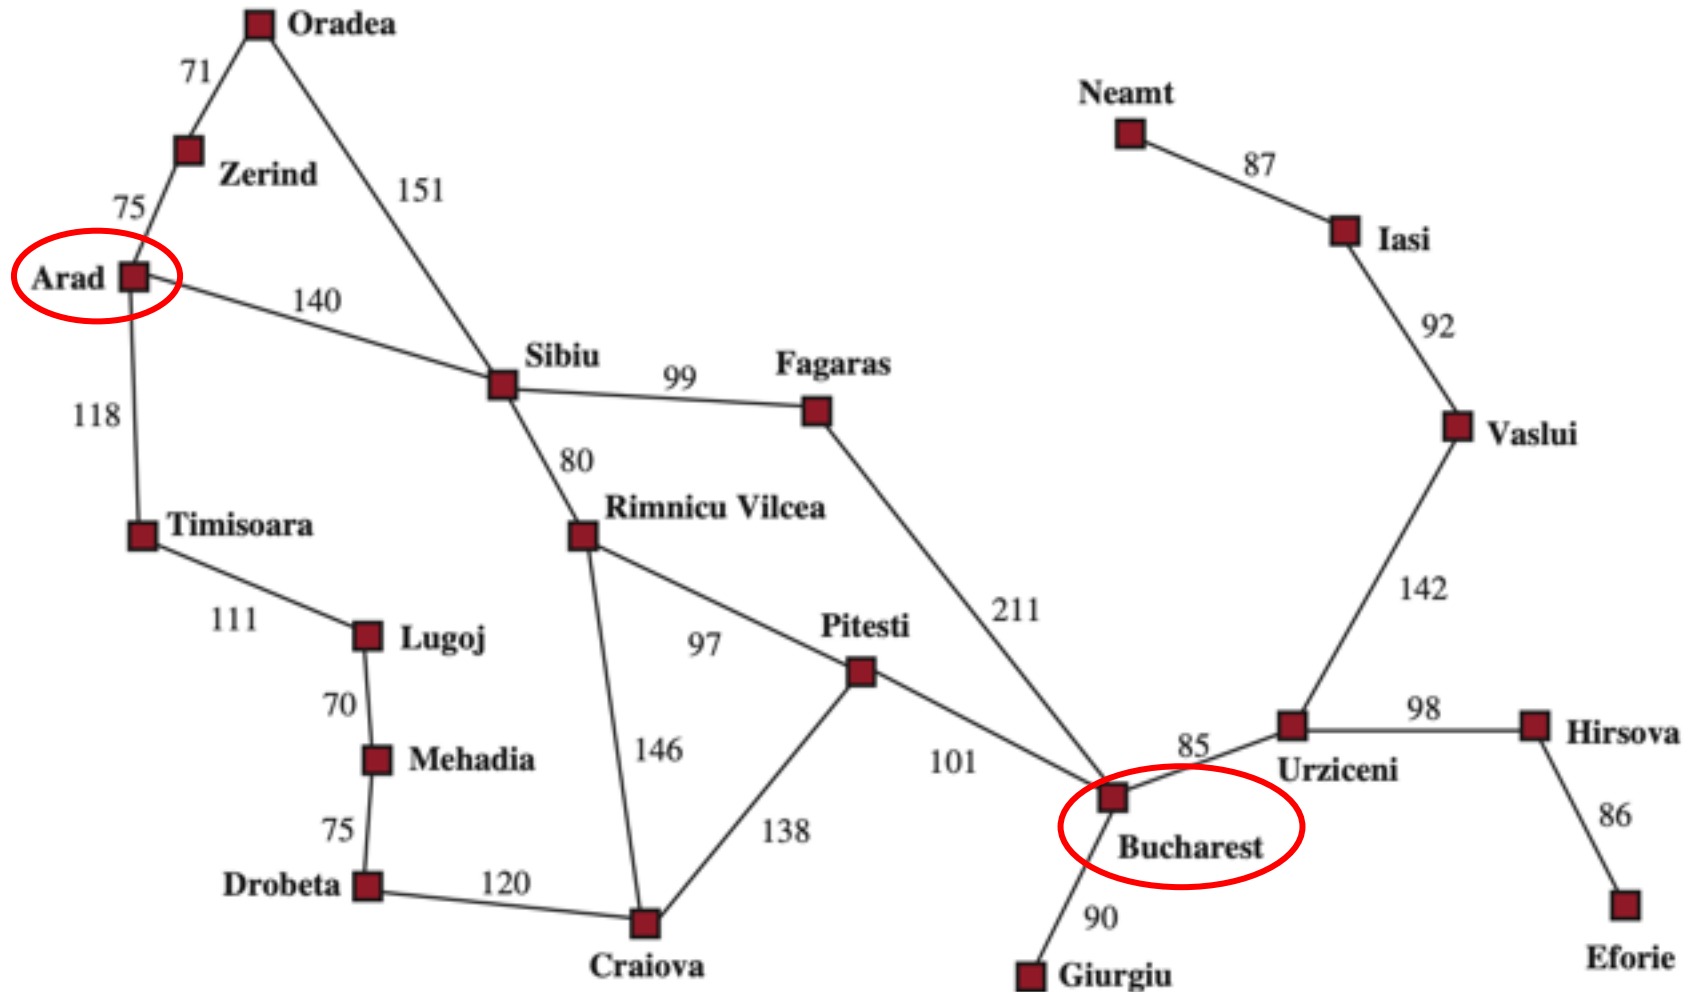 Oradea
71
Neamt
87
Zerind
151
75
Iasi
Arad
140
92
Sibiu
Fagaras
99
118
Vaslui
80
Rimnicu Vilcea
Timisoara
142
111
211
Pitesti
Lugoj
97
70
98
Hirsova
146
85
Mehadia
101
Urziceni
86
75
138
Bucharest
Drobeta
120
90
Eforie
Craiova
Giurgiu